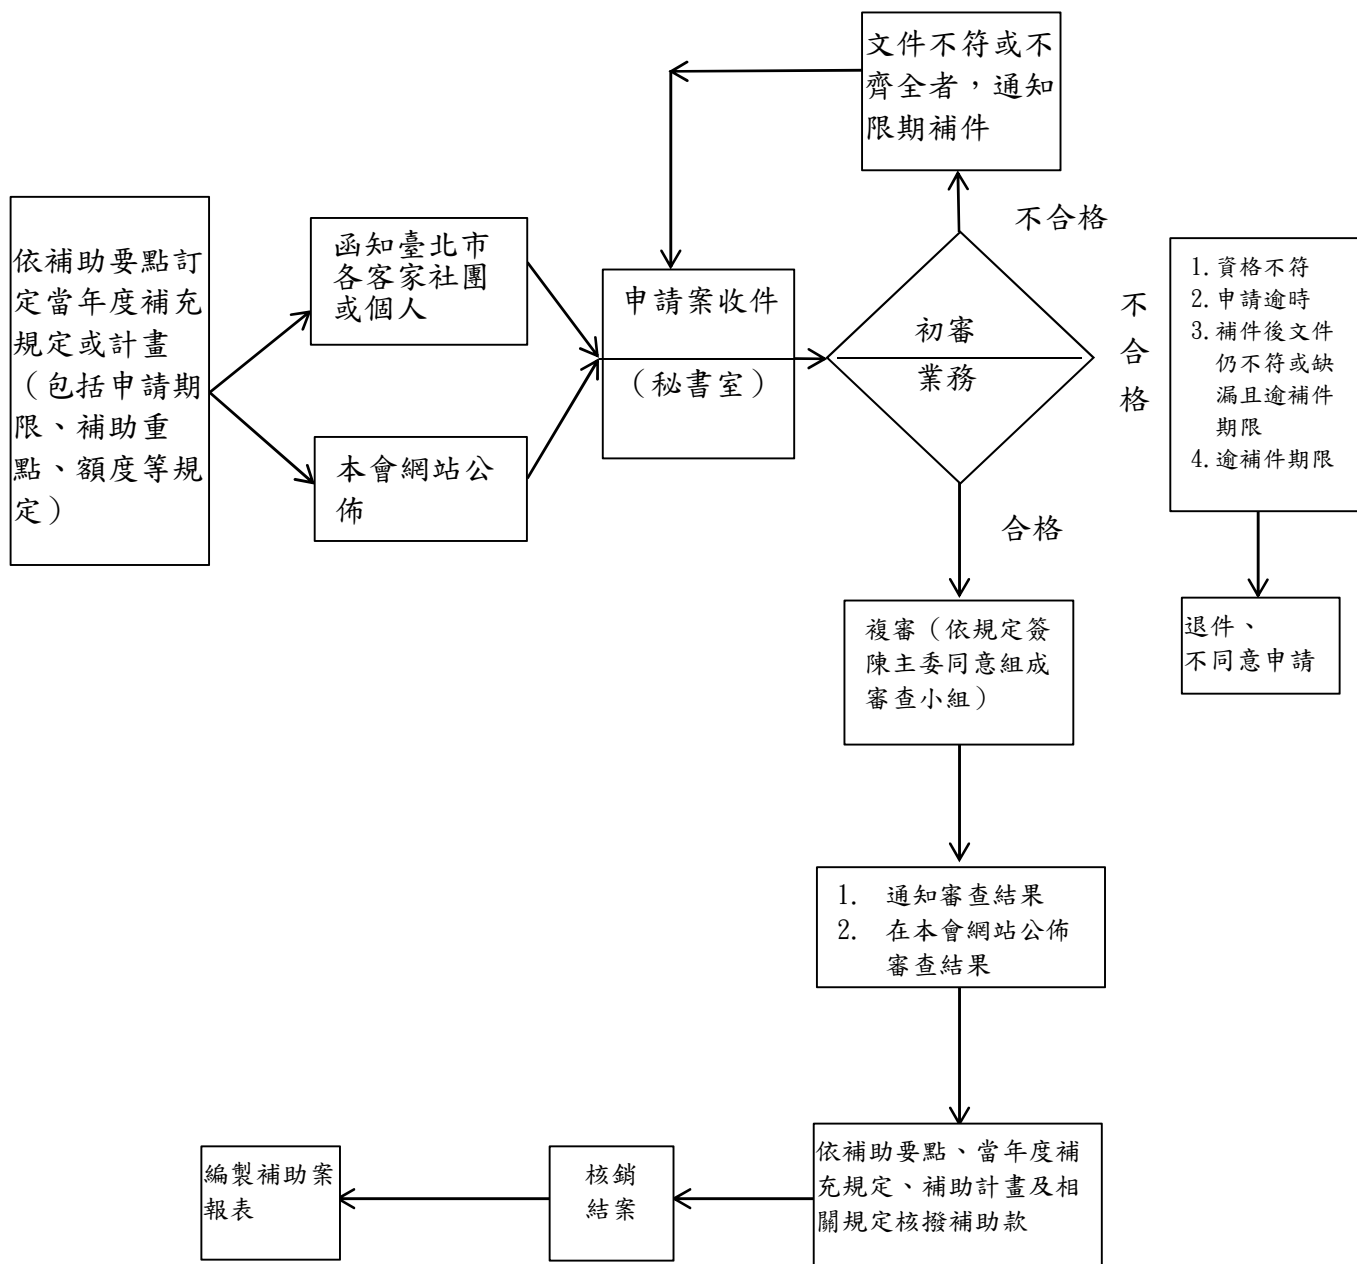 文件不符或不
齊全者，通知
限期補件
不合格
依補助要點訂
定當年度補充
規定或計畫
（包括申請期
限、補助重
點、額度等規
定）
函知臺北市
各客家社團
或個人
本會網站公
佈
申請案收件
（秘書室）
初審
業務
不
合
格
1.資格不符
2.申請逾時
3.補件後文件
仍不符或缺
漏且逾補件
期限
4.逾補件期限
合格
退件、
不同意申請
複審（依規定簽
陳主委同意組成
審查小組）
1. 通知審查結果
2. 在本會網站公佈
審查結果
依補助要點、當年度補
充規定、補助計畫及相
關規定核撥補助款
核銷
結案
編製補助案
報表